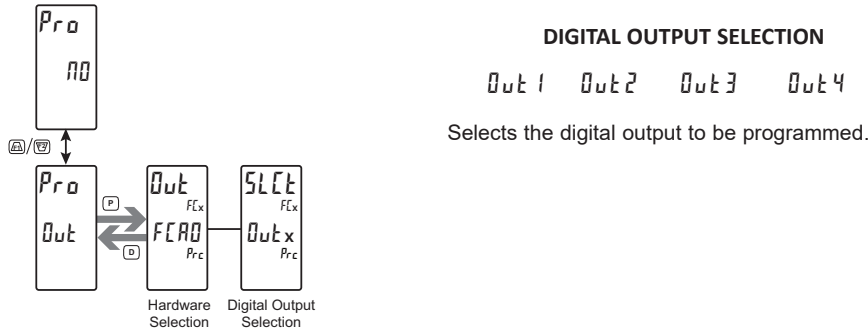 Pro
NO
DIGITAL OUTPUT SELECTION
Out 1 Out 2 Out 3 Out 4
Selects the digital output to be programmed.
A/
Pro
Out
P
D
Out
FCx
FCA0
Prc
SLCt
FCx
Outx
Prc
Hardware
Selection
Digital Output
Selection